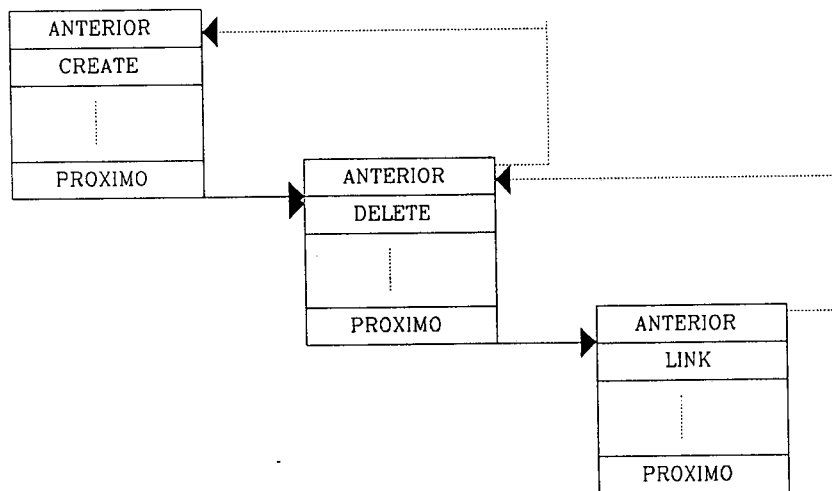 ANTERIOR
CREATE
PROXIMO
ANTERIOR
DELETE
PROXIMO
ANTERIOR
LINK
PROXIMO